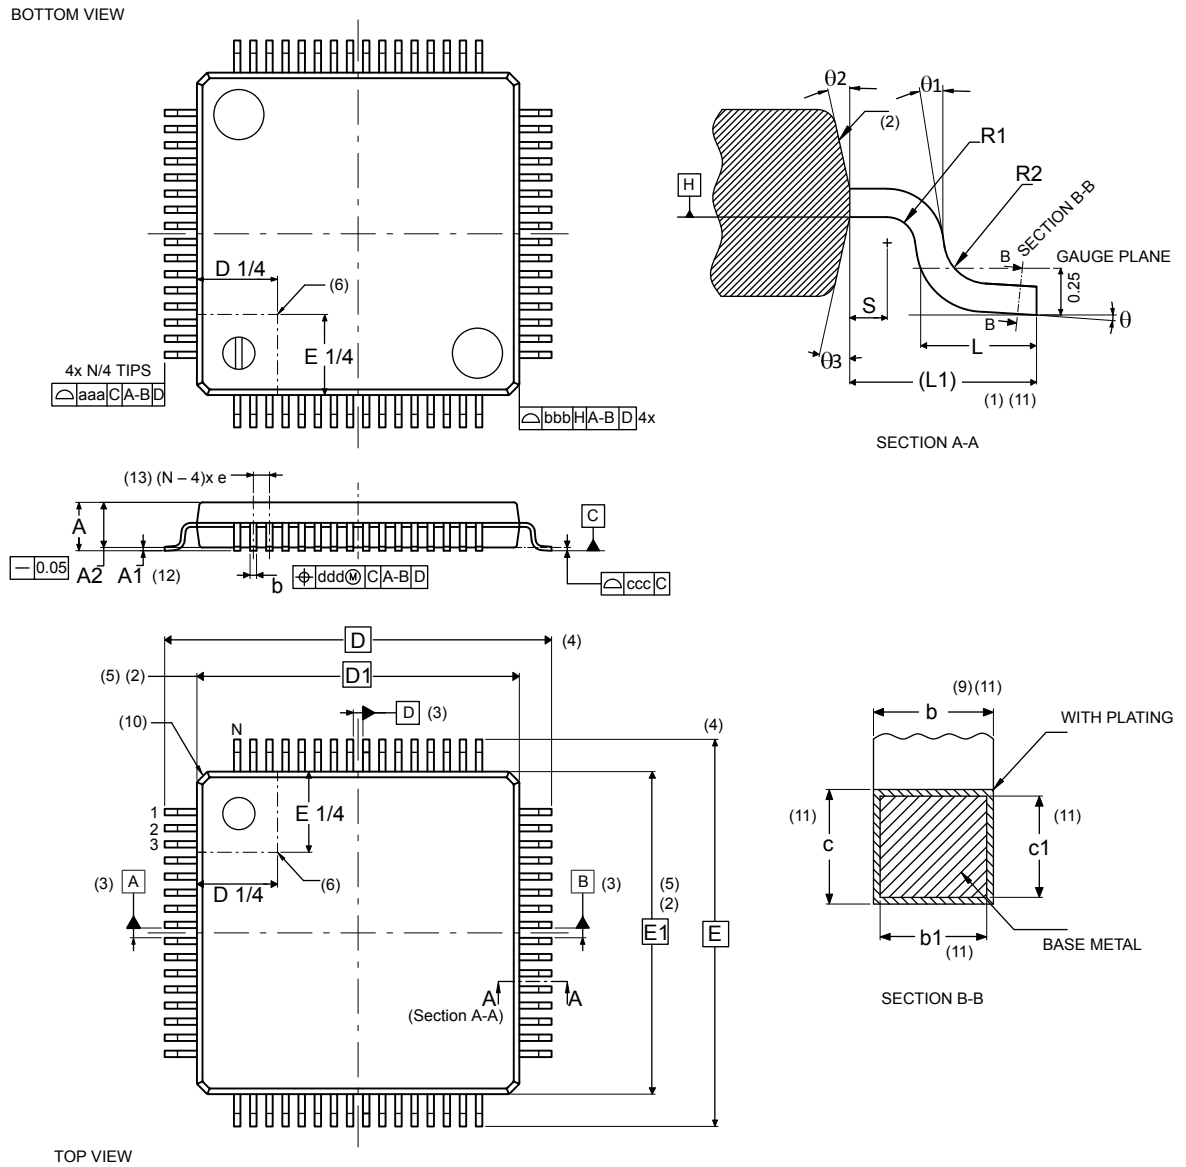 BOTTOM VIEW
D 1/4
(6)
E 1/4
4x N/4 TIPS
aaa C A-B D
bbb H A-B D 4x
θ2
θ1
(2)
R1
R2
H
SECTION B-B
B
GAUGE PLANE
0.25
S
B
θ
L
θ3
(L1)
(1) (11)
SECTION A-A
(13) (N – 4)x e
A
C
0.05
A2
A1
(12)
b
ddd Ⓜ C A-B D
ccc C
D
(4)
(5) (2)
D1
(10)
N
D
(3)
(4)
1
2
3
E 1/4
(3)
A
D 1/4
(6)
B
(3)
(5)
(2)
E1
E
A
A
(Section A-A)
TOP VIEW
(9) (11)
b
WITH PLATING
(11)
c
(11)
c1
b1
(11)
BASE METAL
SECTION B-B